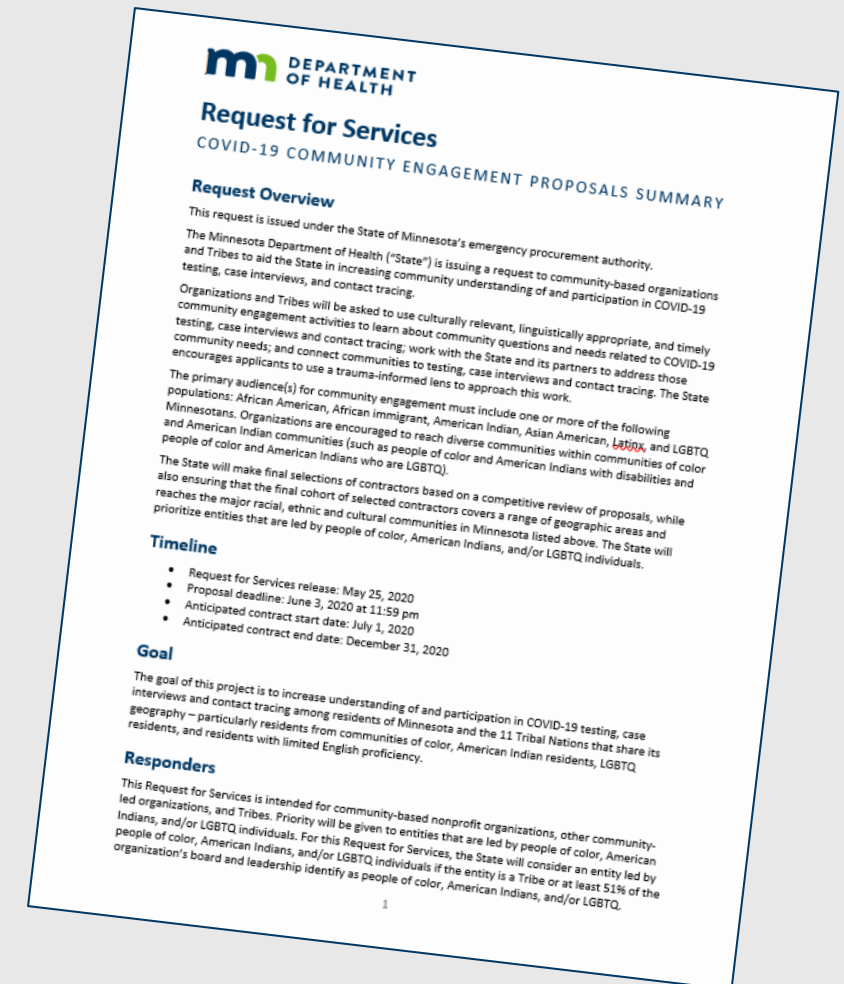 mn DEPARTMENT
OF HEALTH
Request for Services
COVID-19 COMMUNITY ENGAGEMENT PROPOSALS SUMMARY
Request Overview
This request is issued under the State of Minnesota's emergency procurement authority.
The Minnesota Department of Health ("State") is issuing a request to community-based organizations
and Tribes to aid the State in increasing community understanding of and participation in COVID-19
testing, case interviews, and contact tracing.
Organizations and Tribes will be asked to use culturally relevant, linguistically appropriate, and timely
community engagement activities to learn about community questions and needs related to COVID-19
testing, case interviews and contact tracing; work with the State and its partners to address those
community needs; and connect communities to testing, case interviews and contact tracing. The State
encourages applicants to use a trauma-informed lens to approach this work.
The primary audience(s) for community engagement must include one or more of the following
populations: African American, African immigrant, American Indian, Asian American, Latinx, and LGBTQ
Minnesotans. Organizations are encouraged to reach diverse communities within communities of color
and American Indian communities (such as people of color and American Indians with disabilities and
people of color and American Indians who are LGBTQ).
The State will make final selections of contractors based on a competitive review of proposals, while
also ensuring that the final cohort of selected contractors covers a range of geographic areas and
reaches the major racial, ethnic and cultural communities in Minnesota listed above. The State will
prioritize entities that are led by people of color, American Indians, and/or LGBTQ individuals.
Timeline
• Request for Services release: May 25, 2020
• Proposal deadline: June 3, 2020 at 11:59 pm
• Anticipated contract start date: July 1, 2020
• Anticipated contract end date: December 31, 2020
Goal
The goal of this project is to increase understanding of and participation in COVID-19 testing, case
interviews and contact tracing among residents of Minnesota and the 11 Tribal Nations that share its
geography – particularly residents from communities of color, American Indian residents, LGBTQ
residents, and residents with limited English proficiency.
Responders
This Request for Services is intended for community-based nonprofit organizations, other community-
led organizations, and Tribes. Priority will be given to entities that are led by people of color, American
Indians, and/or LGBTQ individuals. For this Request for Services, the State will consider an entity led by
people of color, American Indians, and/or LGBTQ individuals if the entity is a Tribe or at least 51% of the
organization's board and leadership identify as people of color, American Indians, and/or LGBTQ.
1